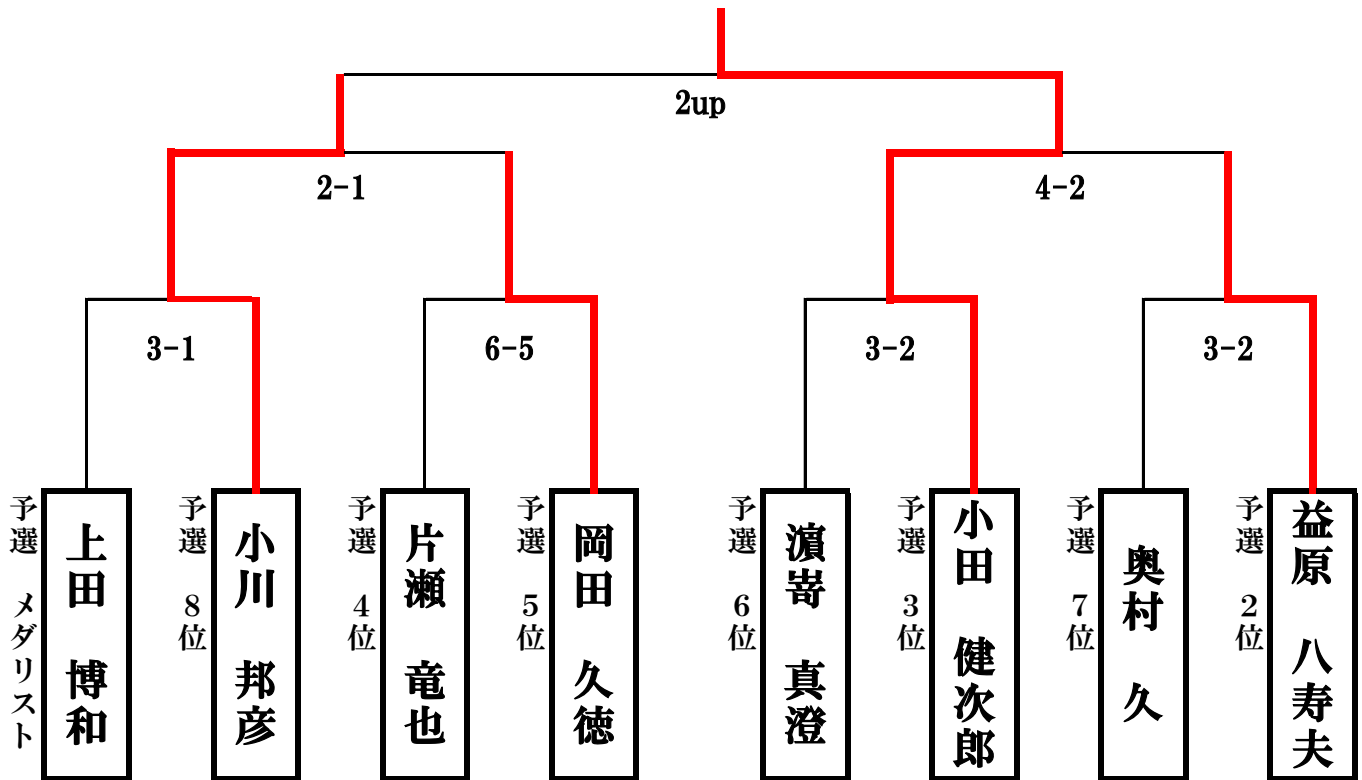 2up
2-1
4-2
3-1
6-5
3-2
3-2
予選 メダリスト
上田 博和
予選 8位
小川 邦彦
予選 4位
片瀬 竜也
予選 5位
岡田 久徳
予選 6位
濵嵜 真澄
予選 3位
小田 健次郎
予選 7位
奥村 久
予選 2位
益原 八寿夫